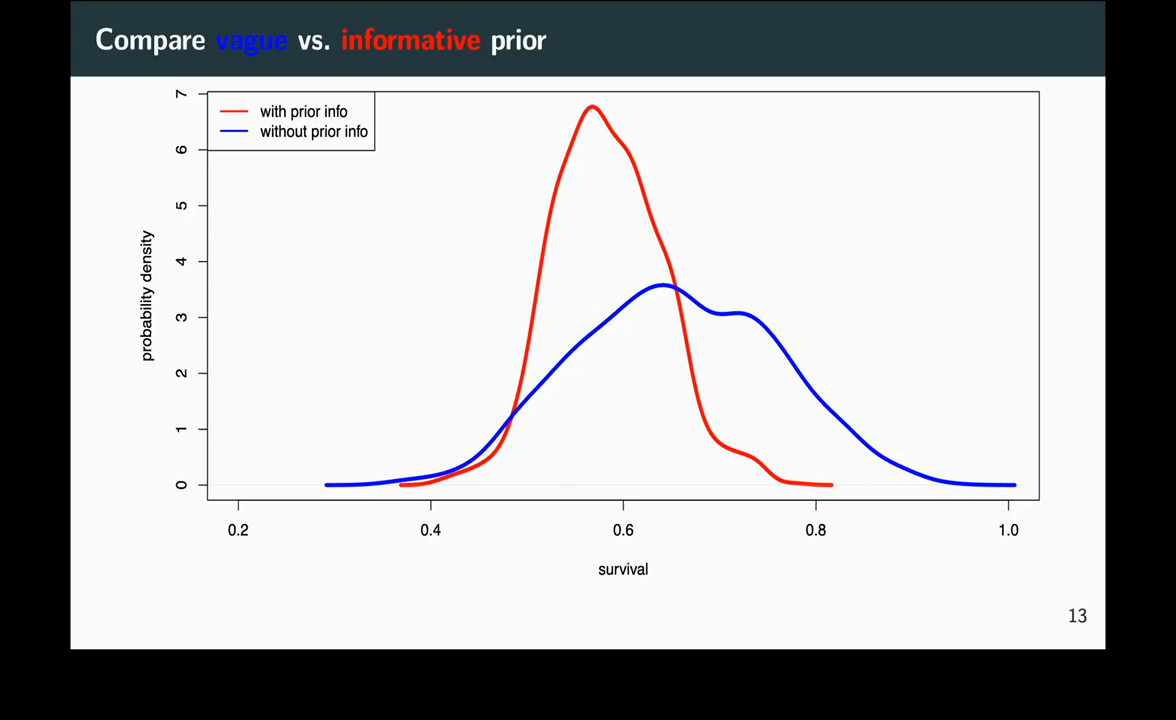 Compare vague vs. informative prior
with prior info
without prior info
probability density
7
6
5
4
3
2
1
0
0.2 0.4 0.6 0.8 1.0
survival
13